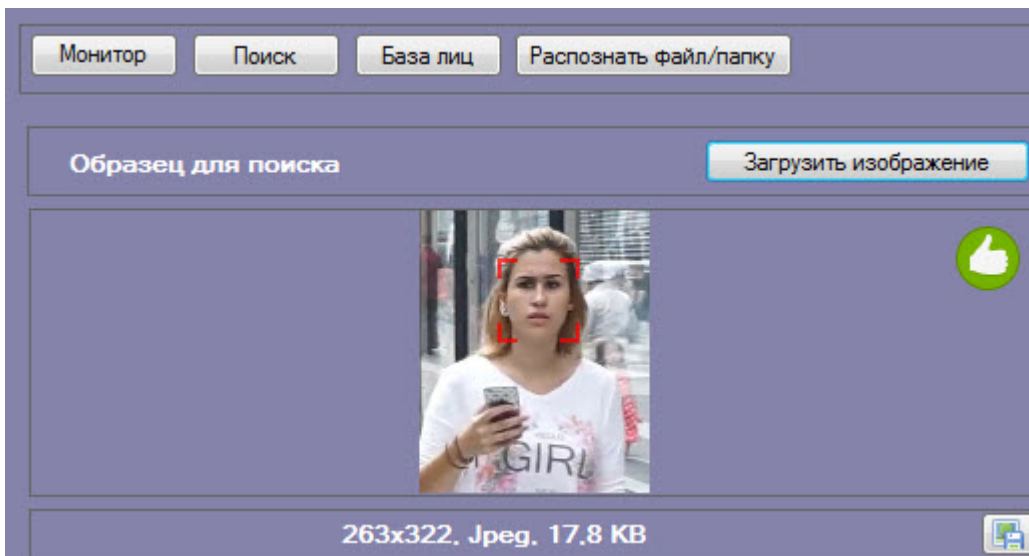 Монитор Поиск База лиц Распознать файл/папку
Образец для поиска Загрузить изображение
GIRL
263x322, Jpeg, 17,8 KB